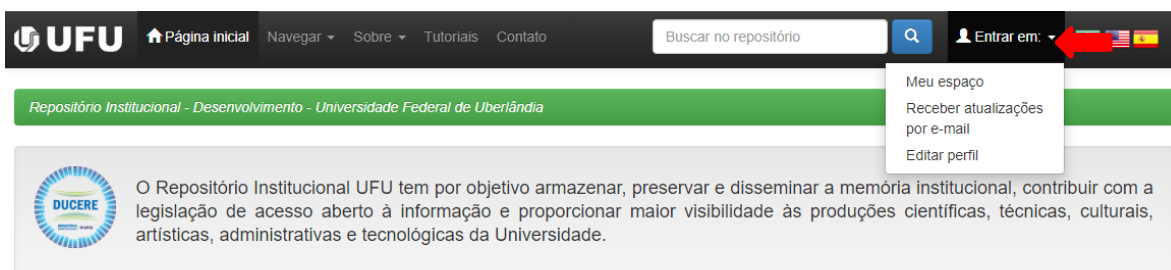 UFU Página inicial Navegar Sobre Tutoriais Contato Buscar no repositório Entrar em:
Meu espaço
Receber atualizações
por e-mail
Editar perfil
Repositório Institucional - Desenvolvimento - Universidade Federal de Uberlândia
DUCERE
O Repositório Institucional UFU tem por objetivo armazenar, preservar e disseminar a memória institucional, contribuir com a
legislação de acesso aberto à informação e proporcionar maior visibilidade às produções científicas, técnicas, culturais,
artísticas, administrativas e tecnológicas da Universidade.